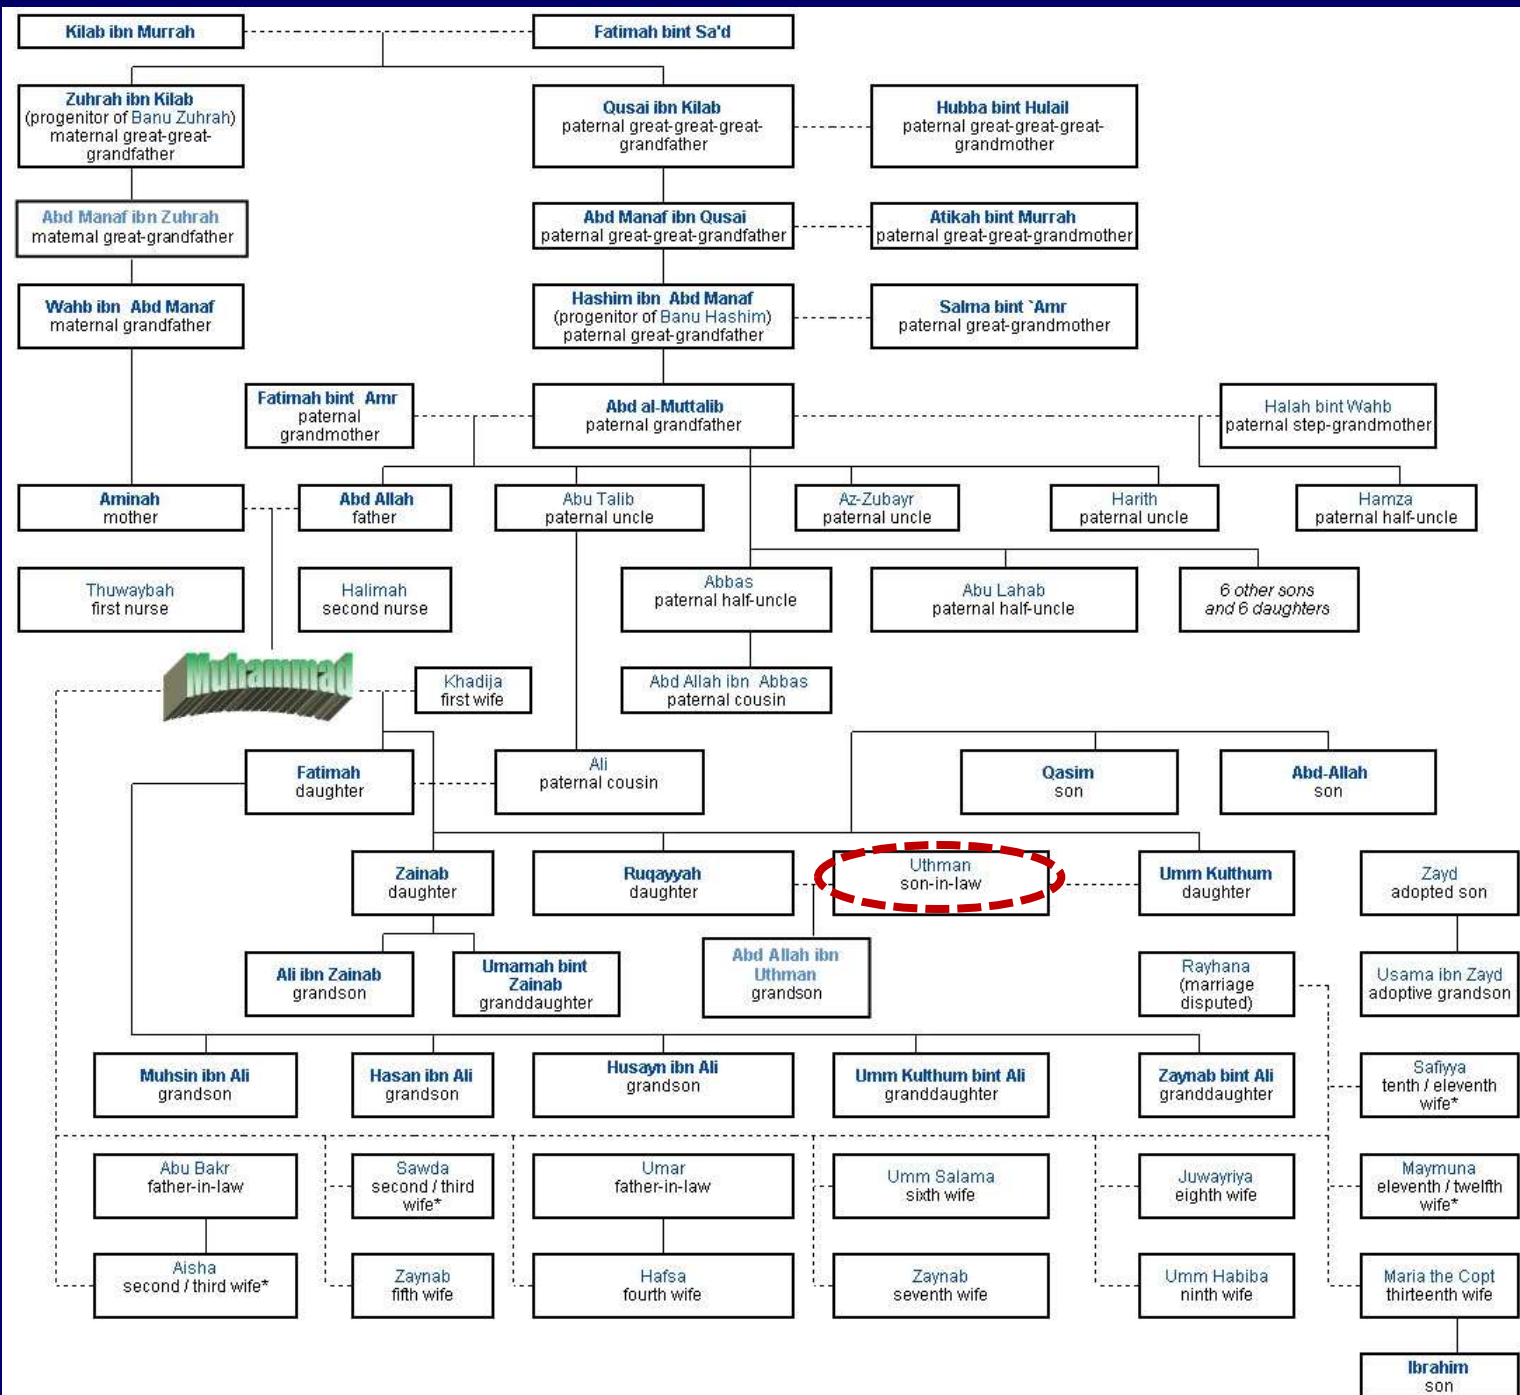 Kilab ibn Murrah
Fatimah bint Sa'd
Zuhrah ibn Kilab
(progenitor of Banu Zuhrah)
maternal great-great-
grandfather
Qusai ibn Kilab
paternal great-great-great-
grandfather
Hubba bint Hulail
paternal great-great-great-
grandmother
Abd Manaf ibn Zuhrah
maternal great-grandfather
Abd Manaf ibn Qusai
paternal great-great-grandfather
Atikah bint Murrah
paternal great-great-grandmother
Wahb ibn Abd Manaf
maternal grandfather
Hashim ibn Abd Manaf
(progenitor of Banu Hashim)
paternal great-grandfather
Salma bint `Amr
paternal great-grandmother
Fatimah bint Amr
paternal
grandmother
Abd al-Muttalib
paternal grandfather
Halah bint Wahb
paternal step-grandmother
Aminah
mother
Abd Allah
father
Abu Talib
paternal uncle
Az-Zubayr
paternal uncle
Harith
paternal uncle
Hamza
paternal half-uncle
Thuwaybah
first nurse
Halimah
second nurse
Abbas
paternal half-uncle
Abu Lahab
paternal half-uncle
6 other sons
and 6 daughters
Muhammad
Khadija
first wife
Abd Allah ibn Abbas
paternal cousin
Fatimah
daughter
Ali
paternal cousin
Qasim
son
Abd-Allah
son
Zainab
daughter
Ruqayyah
daughter
Uthman
son-in-law
Umm Kulthum
daughter
Zayd
adopted son
Ali ibn Zainab
grandson
Umamah bint
Zainab
granddaughter
Abd Allah ibn
Uthman
grandson
Rayhana
(marriage
disputed)
Usama ibn Zayd
adoptive grandson
Muhsin ibn Ali
grandson
Hasan ibn Ali
grandson
Husayn ibn Ali
grandson
Umm Kulthum bint Ali
granddaughter
Zaynab bint Ali
granddaughter
Safiyya
tenth / eleventh
wife*
Abu Bakr
father-in-law
Sawda
second / third
wife*
Umar
father-in-law
Umm Salama
sixth wife
Juwayriya
eighth wife
Maymuna
eleventh / twelfth
wife*
Aisha
second / third wife*
Zaynab
fifth wife
Hafsa
fourth wife
Zaynab
seventh wife
Umm Habiba
ninth wife
Maria the Copt
thirteenth wife
Ibrahim
son